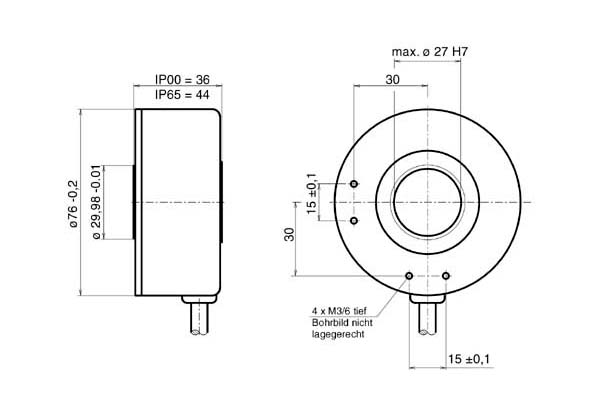 max. ø 27 H7
IP00 = 36
IP65 = 44
30
ø76 -0,2
ø 29,98 -0.01
15 ±0,1
30
4 x M3/6 tief
Bohrbild nicht
lagegerecht
15 ±0,1